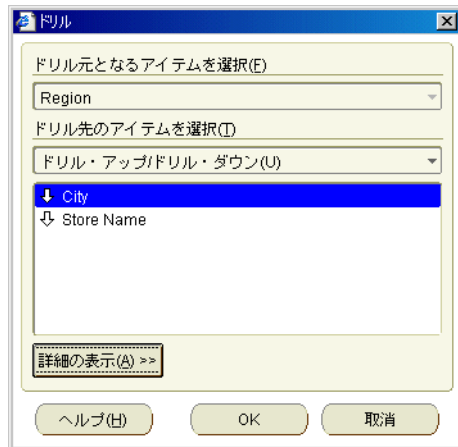 ドリル
ドリル元となるアイテムを選択(F)
Region
ドリル先のアイテムを選択(T)
ドリル・アップ/ドリル・ダウン(U)
City
Store Name
詳細の表示(A) >>
ヘルプ(H) OK 取消